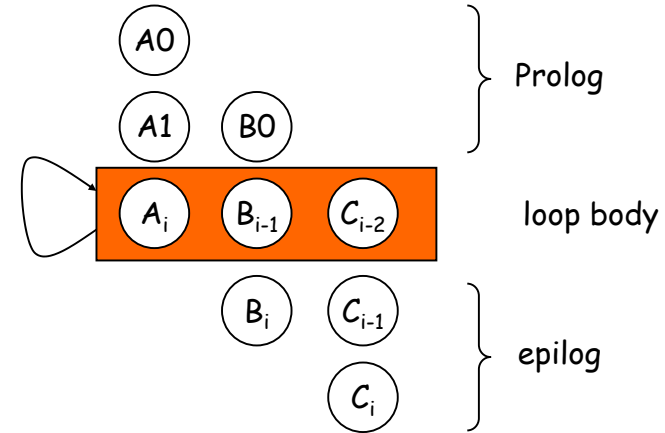 A0
Prolog
A1 B0
Ai Bi-1 Ci-2 loop body
Bi Ci-1
epilog
Ci